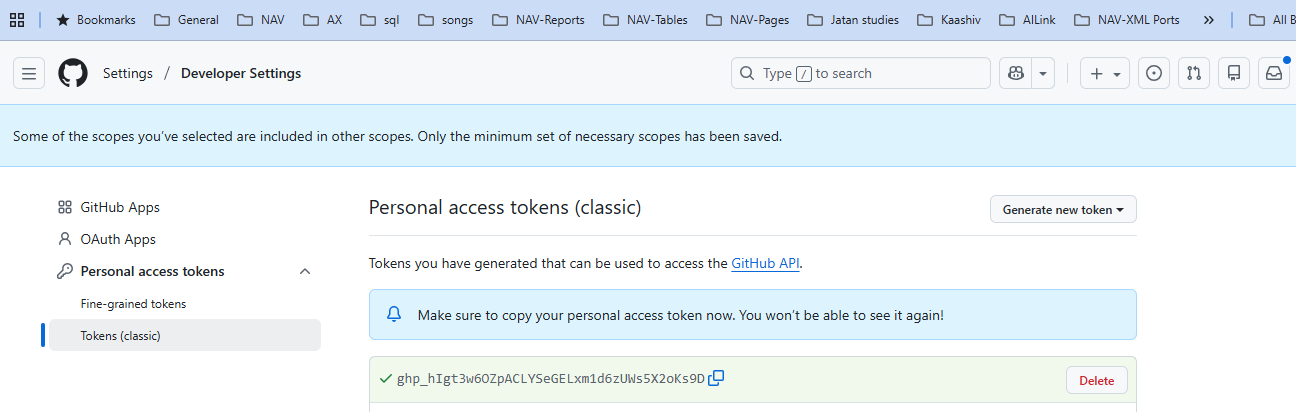 Bookmarks General NAV AX sql songs NAV-Reports NAV-Tables NAV-Pages Jatan studies Kaashiv AILink NAV-XML Ports » All B
Settings / Developer Settings Type / to search
Some of the scopes you’ve selected are included in other scopes. Only the minimum set of necessary scopes has been saved.
GitHub Apps
OAuth Apps
Personal access tokens
Fine-grained tokens
Tokens (classic)
Personal access tokens (classic) Generate new token
Tokens you have generated that can be used to access the GitHub API.
Make sure to copy your personal access token now. You won’t be able to see it again!
Delete